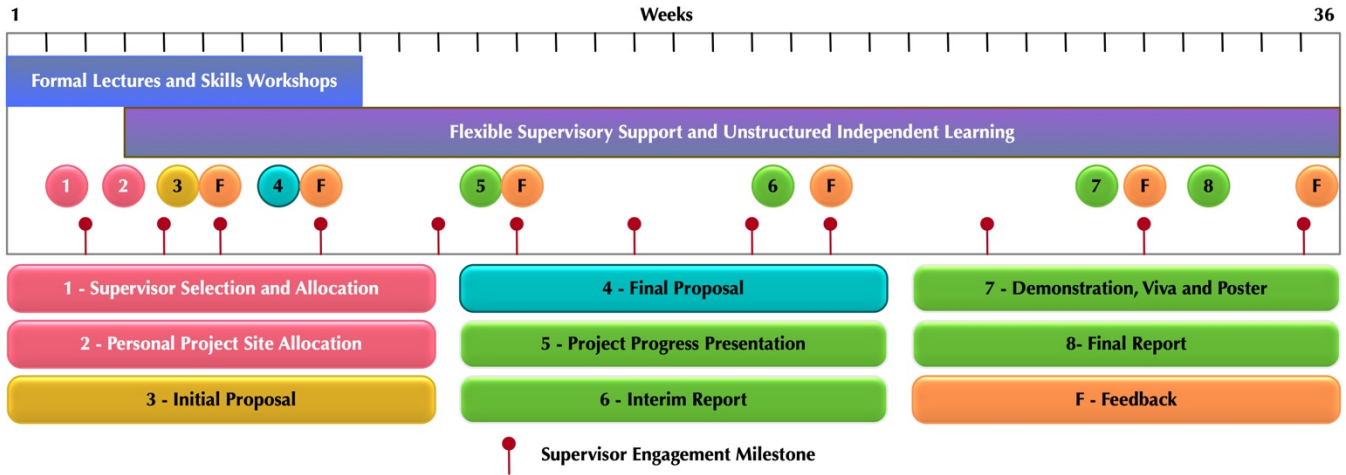 1 Weeks 36
Formal Lectures and Skills Workshops
Flexible Supervisory Support and Unstructured Independent Learning
1 2 3 F 4 F 5 F 6 F 7 F 8 F
1 - Supervisor Selection and Allocation
2 - Personal Project Site Allocation
3 - Initial Proposal
4 - Final Proposal
5 - Project Progress Presentation
6 - Interim Report
7 - Demonstration, Viva and Poster
8- Final Report
F - Feedback
Supervisor Engagement Milestone